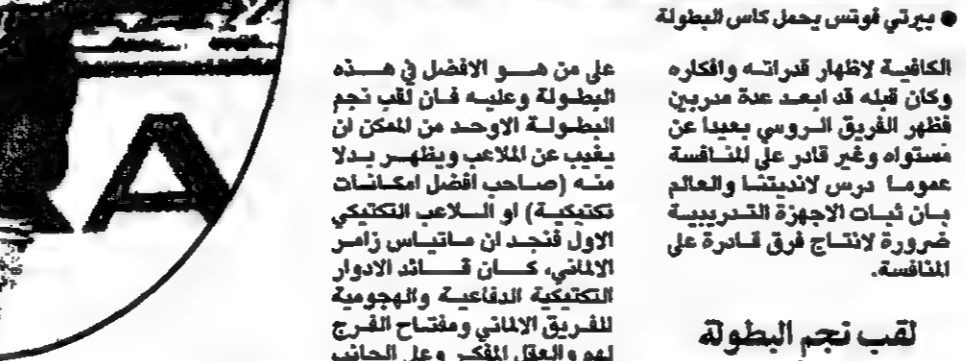 ● بيرتي فوتس يحمل كاس البطولة
الكافية لاظهار قدراته وافكاره
وكان قبله قد ابعد عدة مدربين
فظهر الفريق الروسي بعيدا عن
مستواه وغير قادر على المنافسة
عموما درس لانديتنا والعالم
بان ثبات الاجهزة التدريبية
ضرورة لانتاج فرق قادرة على
المنافسة.
لقب نجم البطولة
على من هو الافضل في هذه
البطولة وعليه فان لقب نجم
البطولة الاوحد من الممكن ان
يغيب عن الملاعب ويظهر بدلا
منه (صاحب افضل امكانات
تكتيكية) او اللاعب التكتيكي
الاول فنجد ان ماتياس زامر
الالماني، كان قائد الادوار
التكتيكية الدفاعية والهجومية
للفريق الالماني ومفتاح الفرج
لهم والعقل المفكر وعلى الجانب
A